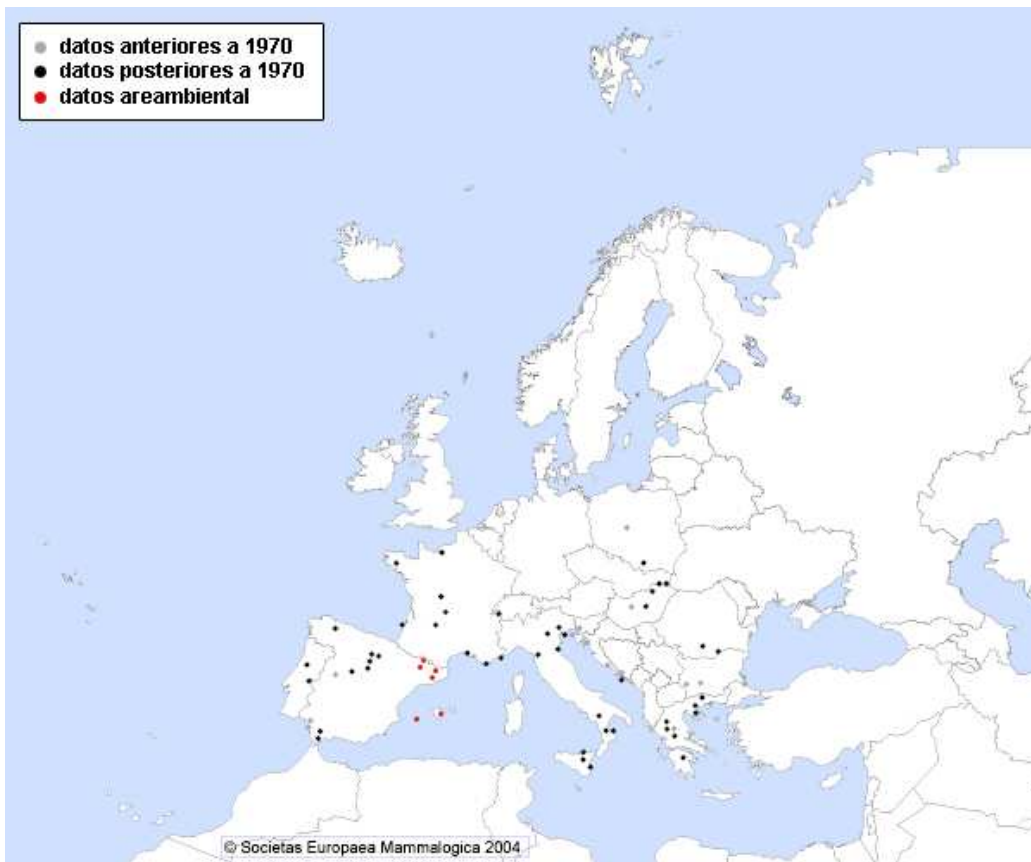 datos anteriores a 1970
datos posteriores a 1970
datos areambiental
© Societas Europaea Mammalogica 2004